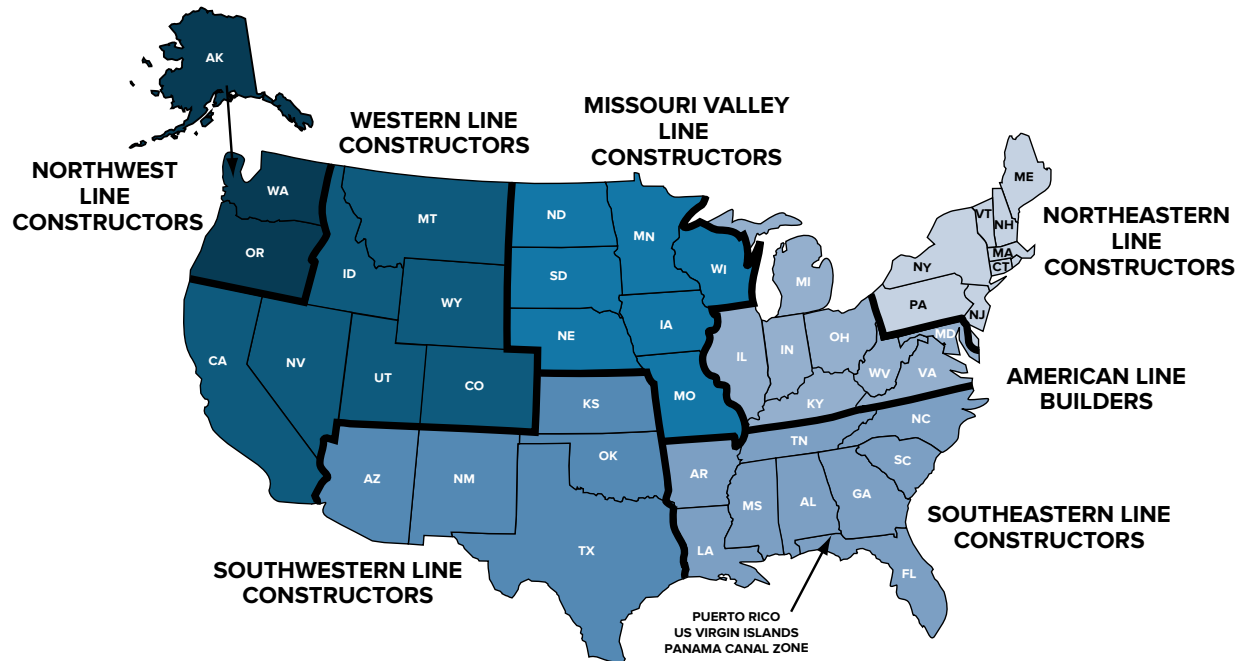 AK
WESTERN LINE
CONSTRUCTORS
MISSOURI VALLEY
LINE
CONSTRUCTORS
NORTHWEST
LINE
CONSTRUCTORS
NORTHEASTERN
LINE
CONSTRUCTORS
WA
OR
MT
ID
WY
CA
NV
UT
CO
ND
SD
NE
MN
IA
MO
WI
MI
IL
IN
OH
KY
WV
VA
MD
ME
VT
NH
MA
CT
NY
PA
NJ
AMERICAN LINE
BUILDERS
KS
OK
AZ
NM
TX
AR
LA
TN
NC
SC
MS
AL
GA
FL
SOUTHEASTERN LINE
CONSTRUCTORS
SOUTHWESTERN LINE
CONSTRUCTORS
PUERTO RICO
US VIRGIN ISLANDS
PANAMA CANAL ZONE